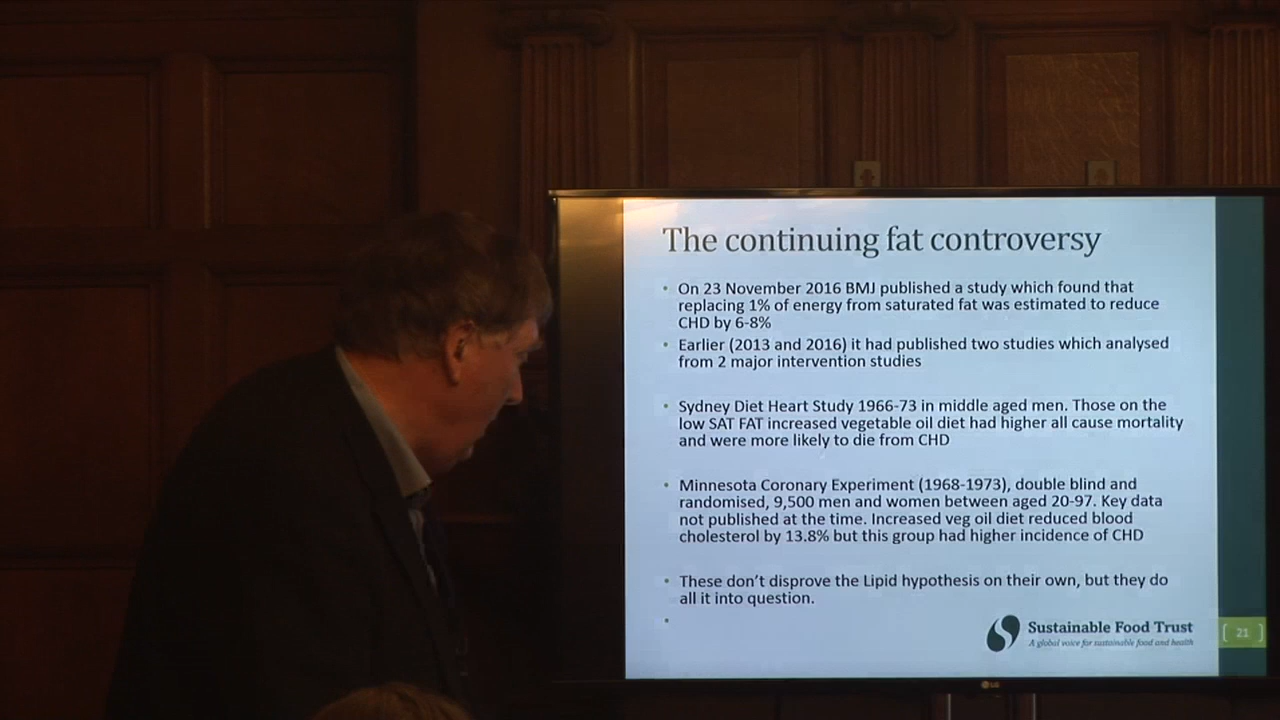 The continuing fat controversy
• On 23 November 2016 BMJ published a study which found that
replacing 1% of energy from saturated fat was estimated to reduce
CHD by 6-8%
• Earlier (2013 and 2016) it had published two studies which analysed
from 2 major intervention studies
• Sydney Diet Heart Study 1966-73 in middle aged men. Those on the
low SAT FAT increased vegetable oil diet had higher all cause mortality
and were more likely to die from CHD
• Minnesota Coronary Experiment (1968-1973), double blind and
randomised, 9,500 men and women between aged 20-97. Key data
not published at the time. Increased veg oil diet reduced blood
cholesterol by 13.8% but this group had higher incidence of CHD
• These don't disprove the Lipid hypothesis on their own, but they do
all it into question.
•
Sustainable Food Trust
A global voice for sustainable food and health
[ 21 ]
LG